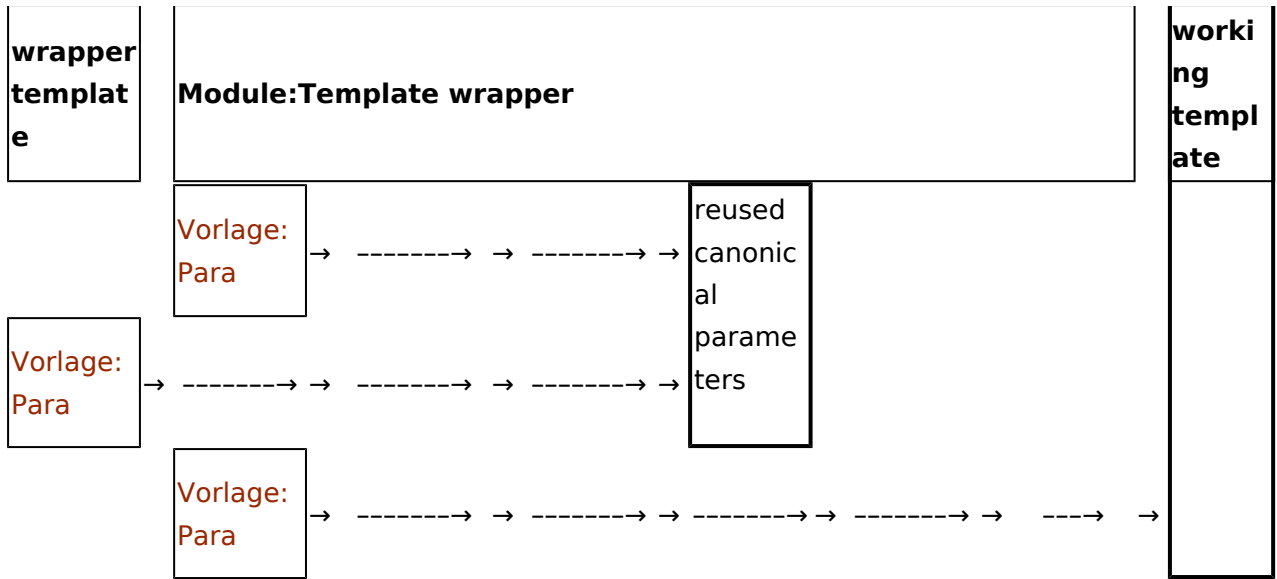 wrapper
templat
e
Module:Template wrapper
worki
ng
templ
ate
Vorlage:
Para
→ -------→ → -------→ →
reused
canonic
al
parame
ters
Vorlage:
Para
→ -------→ → -------→ → -------→ →
Vorlage:
Para
→ -------→ → -------→ → -------→ → -------→ → ---→ →